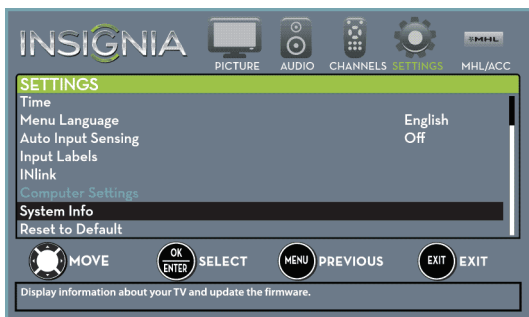 INSIGNIA
PICTURE AUDIO CHANNELS SETTINGS MHL/ACC
MHL
SETTINGS
Time
Menu Language English
Auto Input Sensing Off
Input Labels
INlink
Computer Settings
System Info
Reset to Default
MOVE OK ENTER SELECT MENU PREVIOUS EXIT EXIT
Display information about your TV and update the firmware.